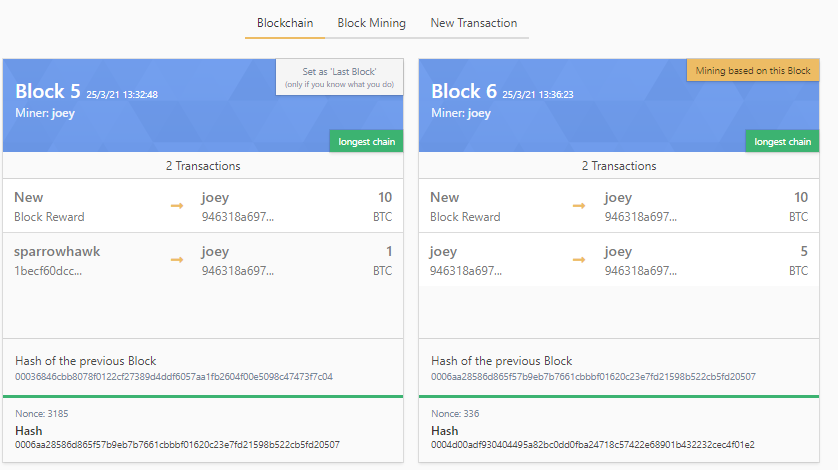 Blockchain Block Mining New Transaction
Set as 'Last Block'
(only if you know what you do)
Block 5 25/3/21 13:32:48
Miner: joey
longest chain
2 Transactions
New joey 10
Block Reward 946318a697... BTC
sparrowhawk joey 1
1becf60dcc... 946318a697... BTC
Hash of the previous Block
00036846cbb8078f0122cf27389d4ddf6057aa1fb2604f00e5098c47473f7c04
Nonce: 3185
Hash
0006aa28586d865f57b9eb7b7661cbbbf01620c23e7fd21598b522cb5fd20507
Mining based on this Block
Block 6 25/3/21 13:36:23
Miner: joey
longest chain
2 Transactions
New joey 10
Block Reward 946318a697... BTC
joey joey 5
946318a697... 946318a697... BTC
Hash of the previous Block
0006aa28586d865f57b9eb7b7661cbbbf01620c23e7fd21598b522cb5fd20507
Nonce: 336
Hash
0004d00adf930404495a82bc0dd0fba24718c57422e68901b432232cec4f01e2